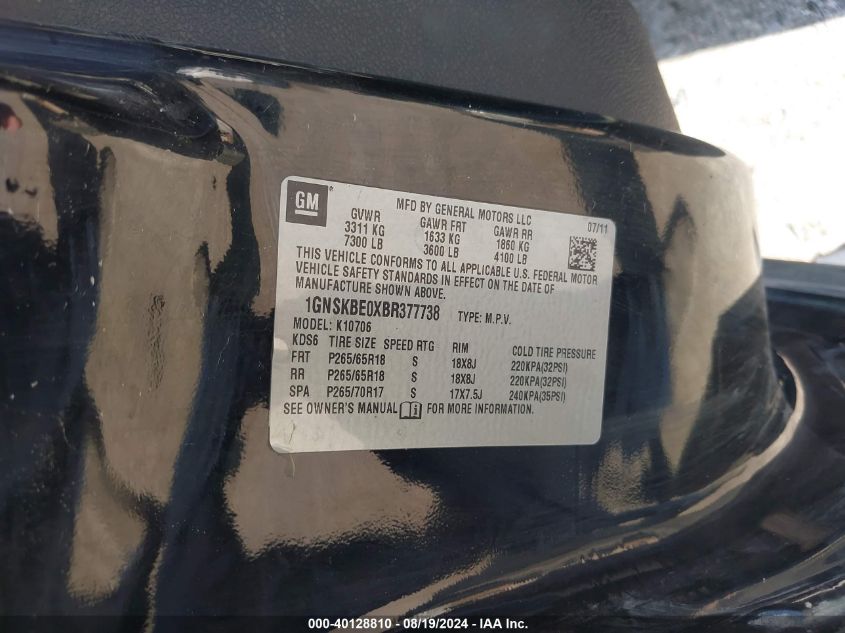 GM
MFD BY GENERAL MOTORS LLC
GVWR GAWR FRT GAWR RR 07/11
3311 KG 1633 KG 1860 KG
7300 LB 3600 LB 4100 LB
THIS VEHICLE CONFORMS TO ALL APPLICABLE U.S. FEDERAL MOTOR
VEHICLE SAFETY STANDARDS IN EFFECT ON THE DATE OF
MANUFACTURE SHOWN ABOVE.
1GNSKBE0XBR377738 TYPE: M.P.V.
MODEL: K10706
KDS6 TIRE SIZE SPEED RTG RIM COLD TIRE PRESSURE
FRT P265/65R18 S 18X8J 220KPA(32PSI)
RR P265/65R18 S 18X8J 220KPA(32PSI)
SPA P265/70R17 S 17X7.5J 240KPA(35PSI)
SEE OWNER'S MANUAL FOR MORE INFORMATION.
000-40128810 - 08/19/2024 - IAAI.com